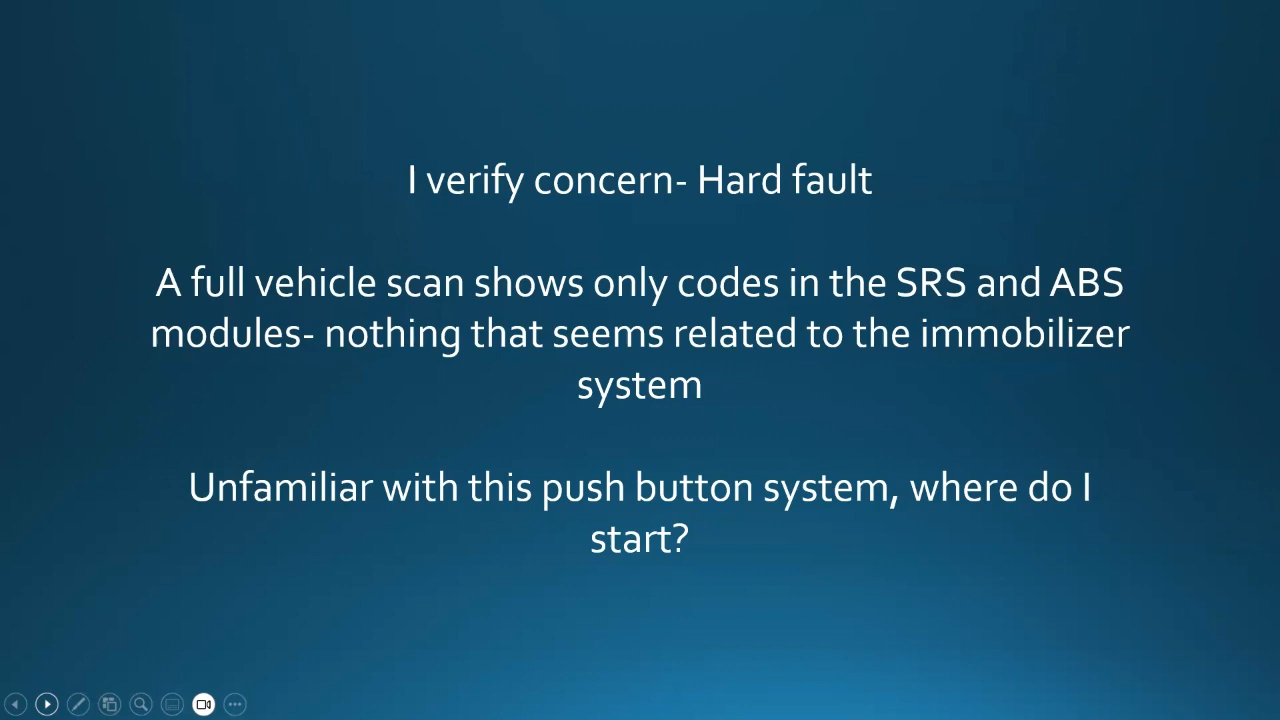 I verify concern- Hard fault
A full vehicle scan shows only codes in the SRS and ABS
modules- nothing that seems related to the immobilizer
system
Unfamiliar with this push button system, where do I
start?